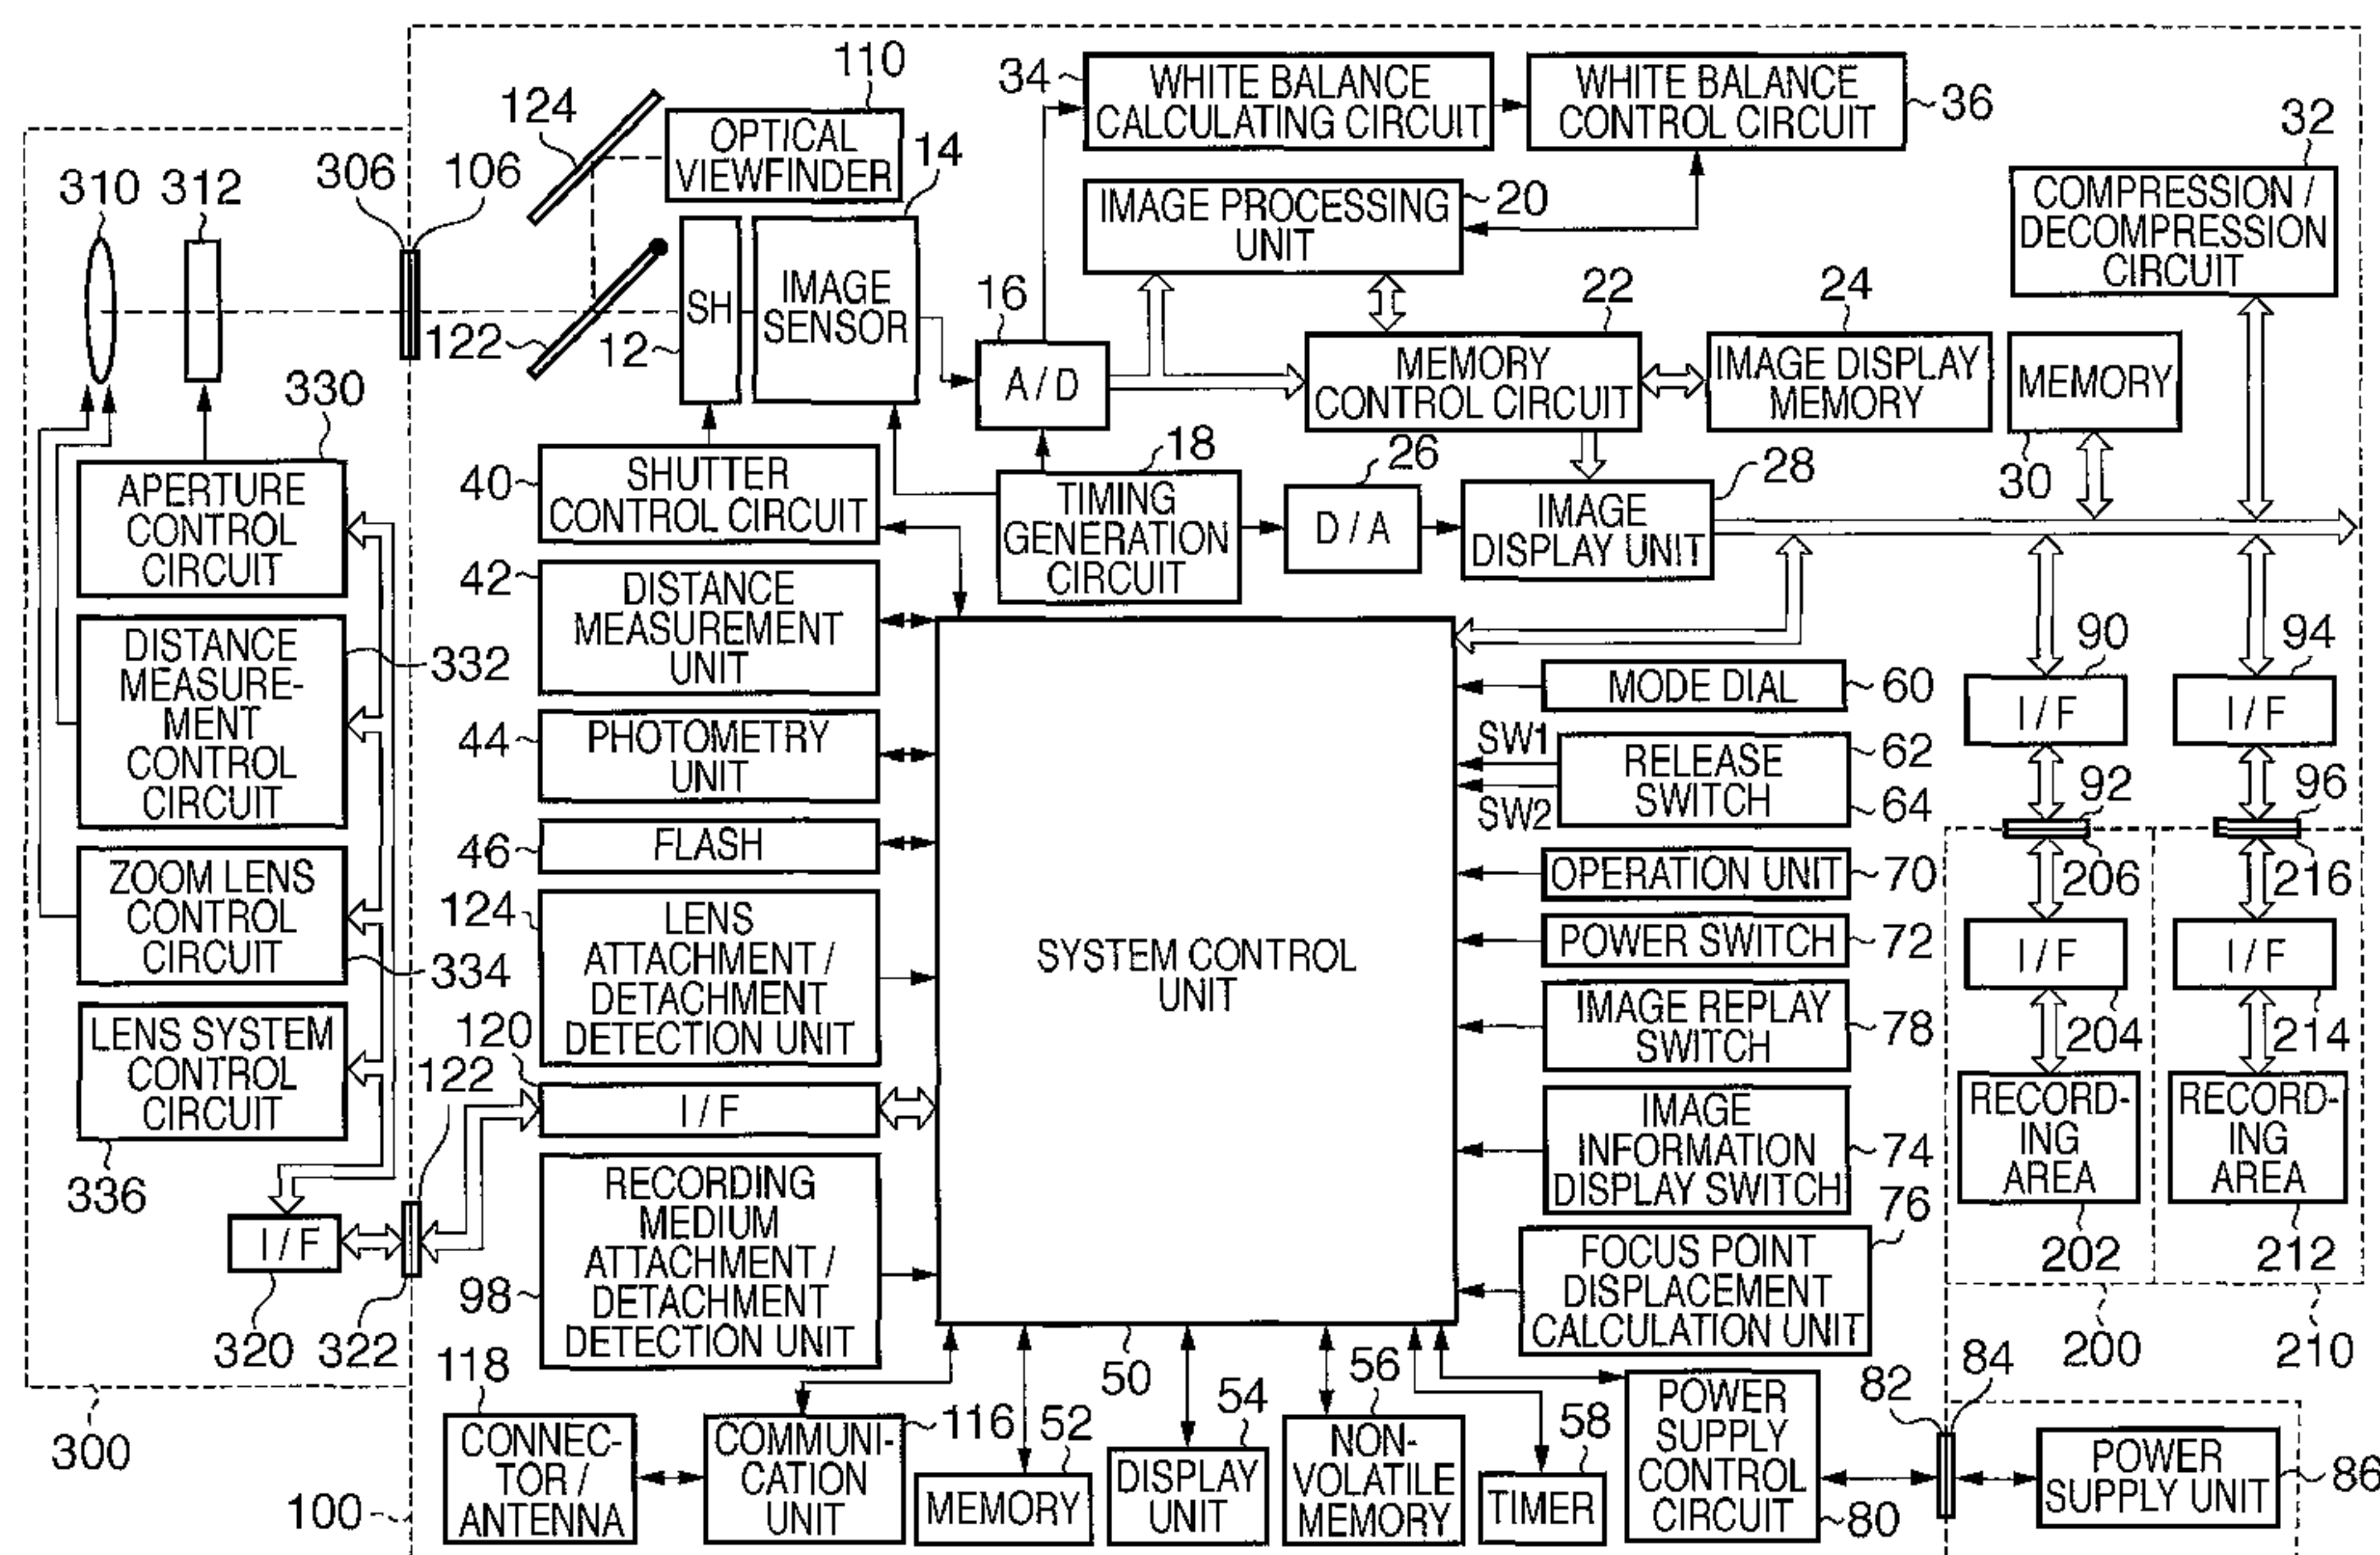 110
34
WHITE BALANCE
CALCULATING CIRCUIT
WHITE BALANCE
CONTROL CIRCUIT
36
124
OPTICAL
VIEWFINDER
14
32
COMPRESSION /
DECOMPRESSION
CIRCUIT
310
312
306
106
IMAGE PROCESSING
UNIT
20
122
12
SH
IMAGE
SENSOR
16
A / D
22
MEMORY
CONTROL CIRCUIT
24
IMAGE DISPLAY
MEMORY
MEMORY
30
330
APERTURE
CONTROL
CIRCUIT
40
SHUTTER
CONTROL CIRCUIT
18
TIMING
GENERATION
CIRCUIT
26
D / A
28
IMAGE
DISPLAY UNIT
42
DISTANCE
MEASUREMENT
UNIT
DISTANCE
MEASURE-
MENT
CONTROL
CIRCUIT
332
44
PHOTOMETRY
UNIT
46
FLASH
ZOOM LENS
CONTROL
CIRCUIT
334
124
LENS
ATTACHMENT /
DETACHMENT
DETECTION UNIT
LENS SYSTEM
CONTROL
CIRCUIT
336
120
122
I / F
I / F
320
322
98
RECORDING
MEDIUM
ATTACHMENT /
DETACHMENT
DETECTION UNIT
SYSTEM CONTROL
UNIT
50
MODE DIAL
60
SW1
SW2
RELEASE
SWITCH
62
64
OPERATION UNIT
70
POWER SWITCH
72
IMAGE REPLAY
SWITCH
78
IMAGE
INFORMATION
DISPLAY SWITCH
74
76
FOCUS POINT
DISPLACEMENT
CALCULATION UNIT
90
I / F
94
I / F
92
96
206
216
I / F
I / F
204
214
RECORD-
ING
AREA
RECORD-
ING
AREA
202
212
200
210
300
100
118
CONNEC-
TOR /
ANTENNA
116
COMMUNI-
CATION
UNIT
52
MEMORY
54
DISPLAY
UNIT
56
NON-
VOLATILE
MEMORY
58
TIMER
POWER
SUPPLY
CONTROL
CIRCUIT
80
82
84
POWER
SUPPLY UNIT
86